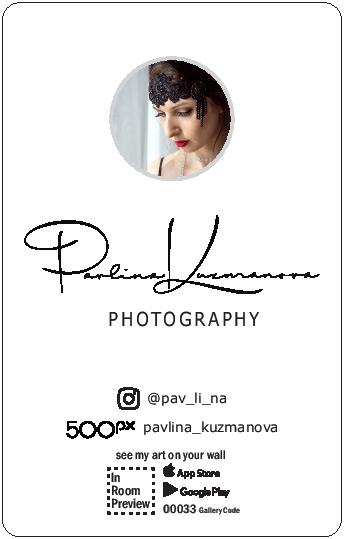 Pavlina Kuzmanova
PHOTOGRAPHY
@pav_li_na
500px pavlina_kuzmanova
see my art on your wall
In
Room
Preview
App Store
Google Play
00033 Gallery Code